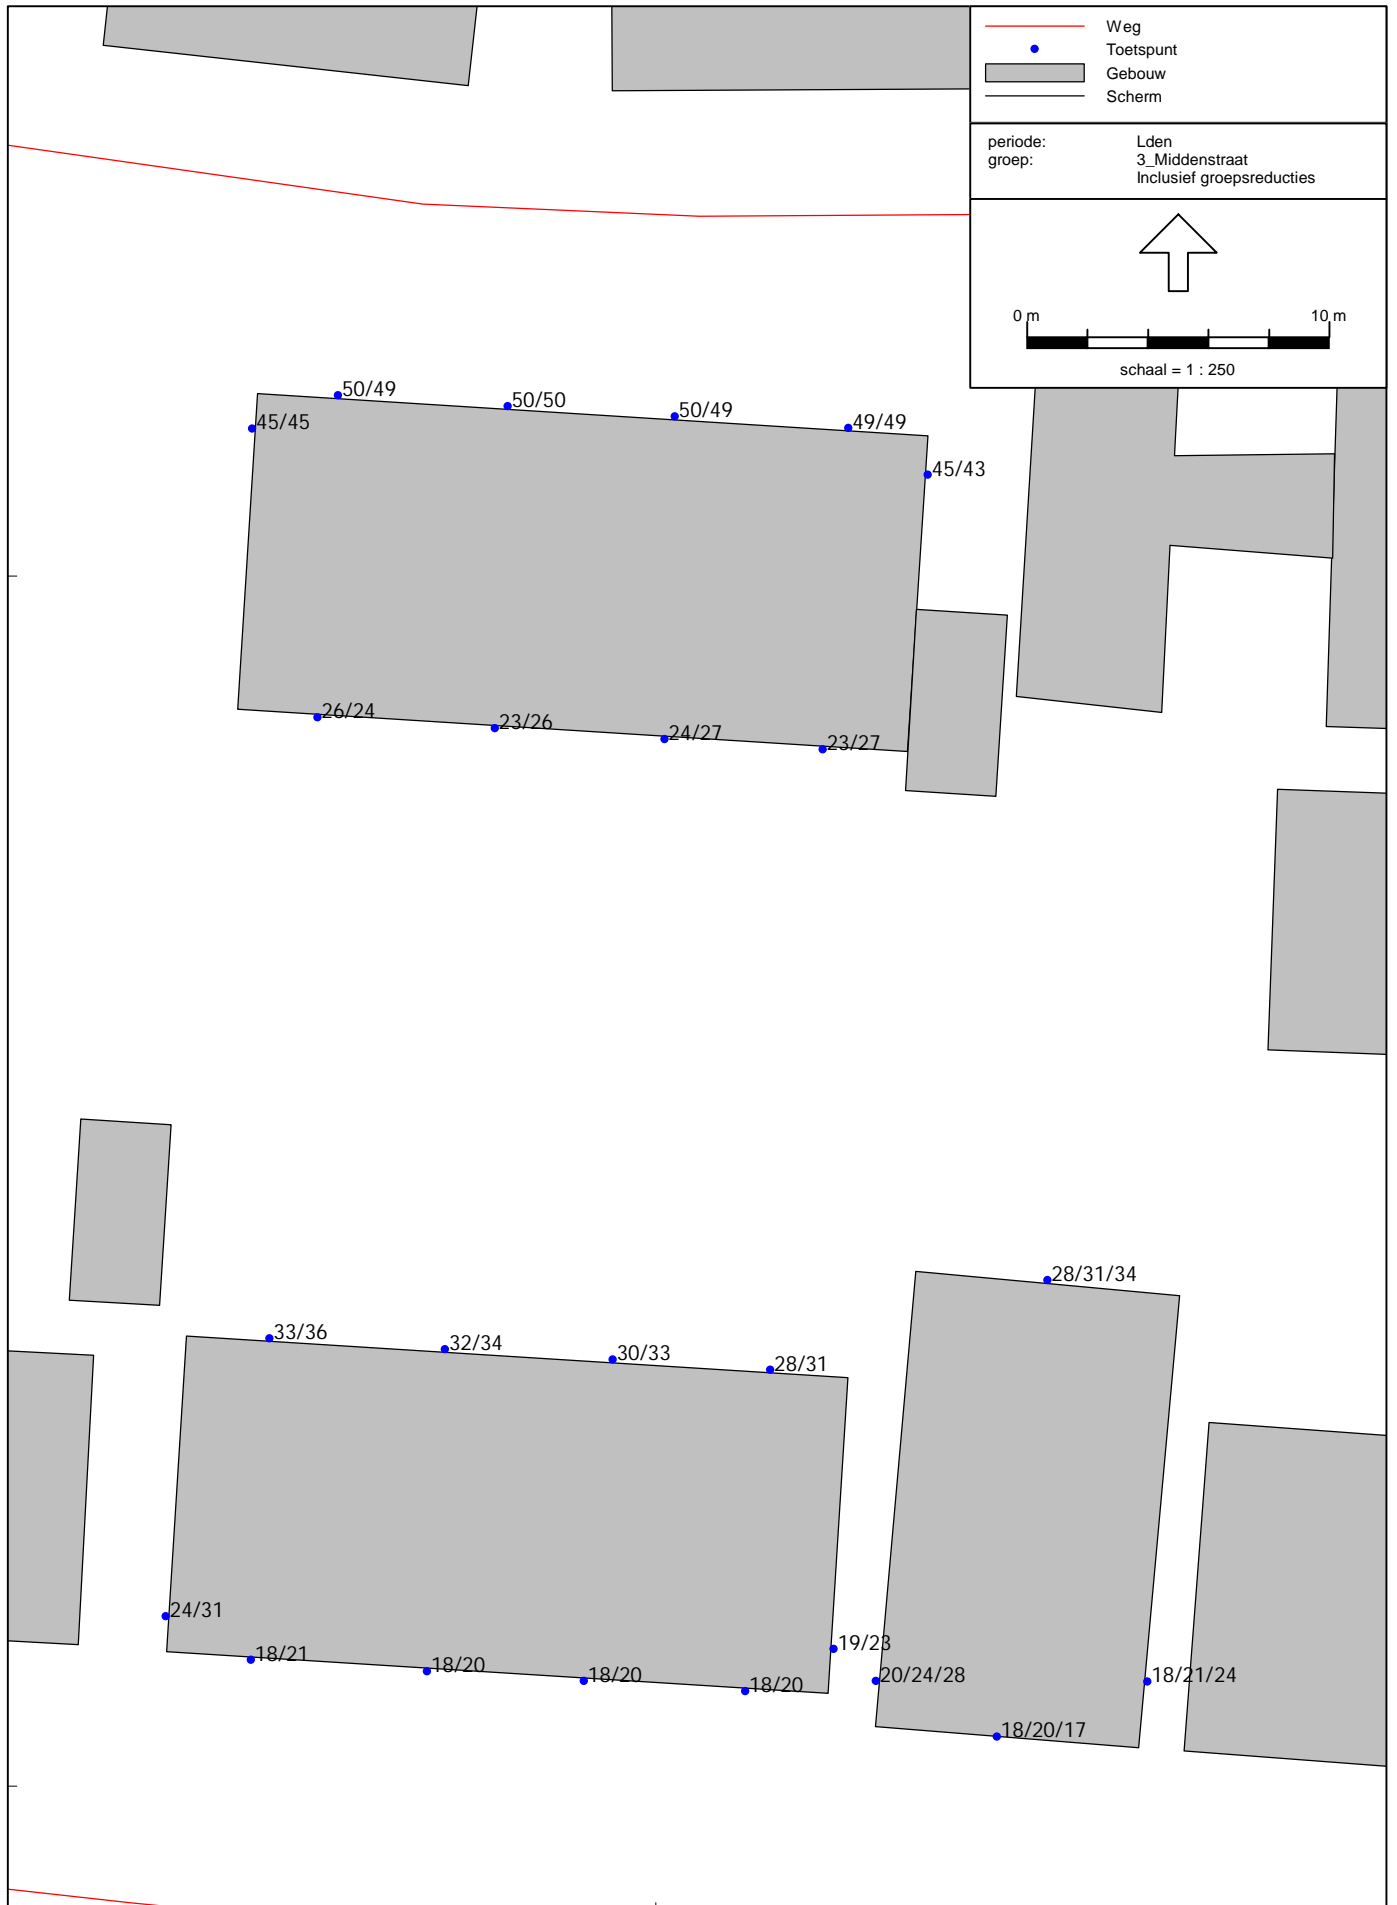 Weg
Toetspunt
Gebouw
Scherm
periode: Lden
groep: 3_Middenstraat
Inclusief groepsreducties
0 m 10 m
schaal = 1 : 250
50/49
50/50
50/49
49/49
45/45
45/43
26/24
23/26
24/27
23/27
28/31/34
33/36
32/34
30/33
28/31
24/31
19/23
18/21
18/20
18/20
18/20
20/24/28
18/21/24
18/20/17